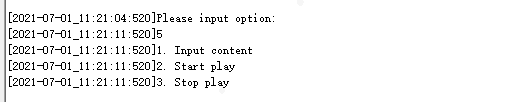 [2021-07-01_11:21:04:520]Please input option:
[2021-07-01_11:21:11:520]5
[2021-07-01_11:21:11:520]1. Input content
[2021-07-01_11:21:11:520]2. Start play
[2021-07-01_11:21:11:520]3. Stop play